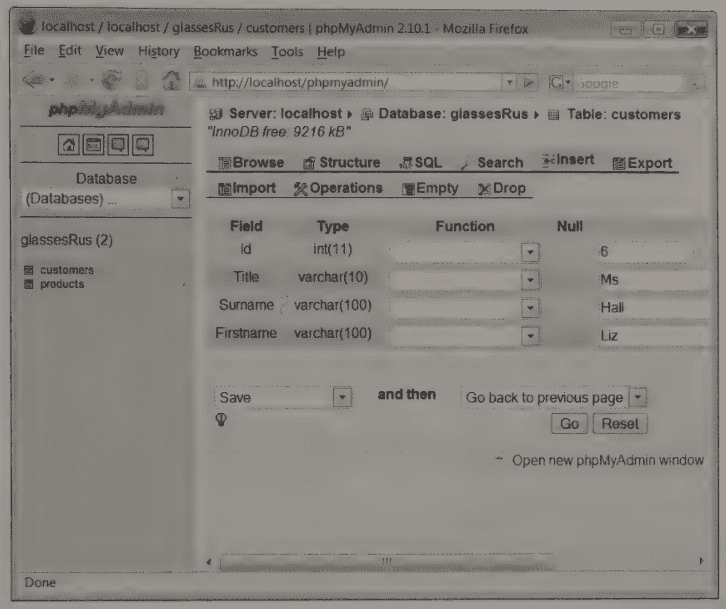 localhost / localhost / glassesRus / customers | phpMyAdmin 2.10.1 - Mozilla Firefox
File Edit View History Bookmarks Tools Help
http://localhost/phpmyadmin/ Google
phpMyAdmin
Server: localhost Database: glassesRus Table: customers
"InnoDB free: 9216 kB"
Browse Structure SQL Search Insert Export
Import Operations Empty Drop
Database
(Databases) ...
glassesRus (2)
customers
products
Field Type Function Null
Id int(11) 6
Title varchar(10) Ms
Surname varchar(100) Hall
Firstname varchar(100) Liz
Save and then Go back to previous page
Go Reset
Open new phpMyAdmin window
Done